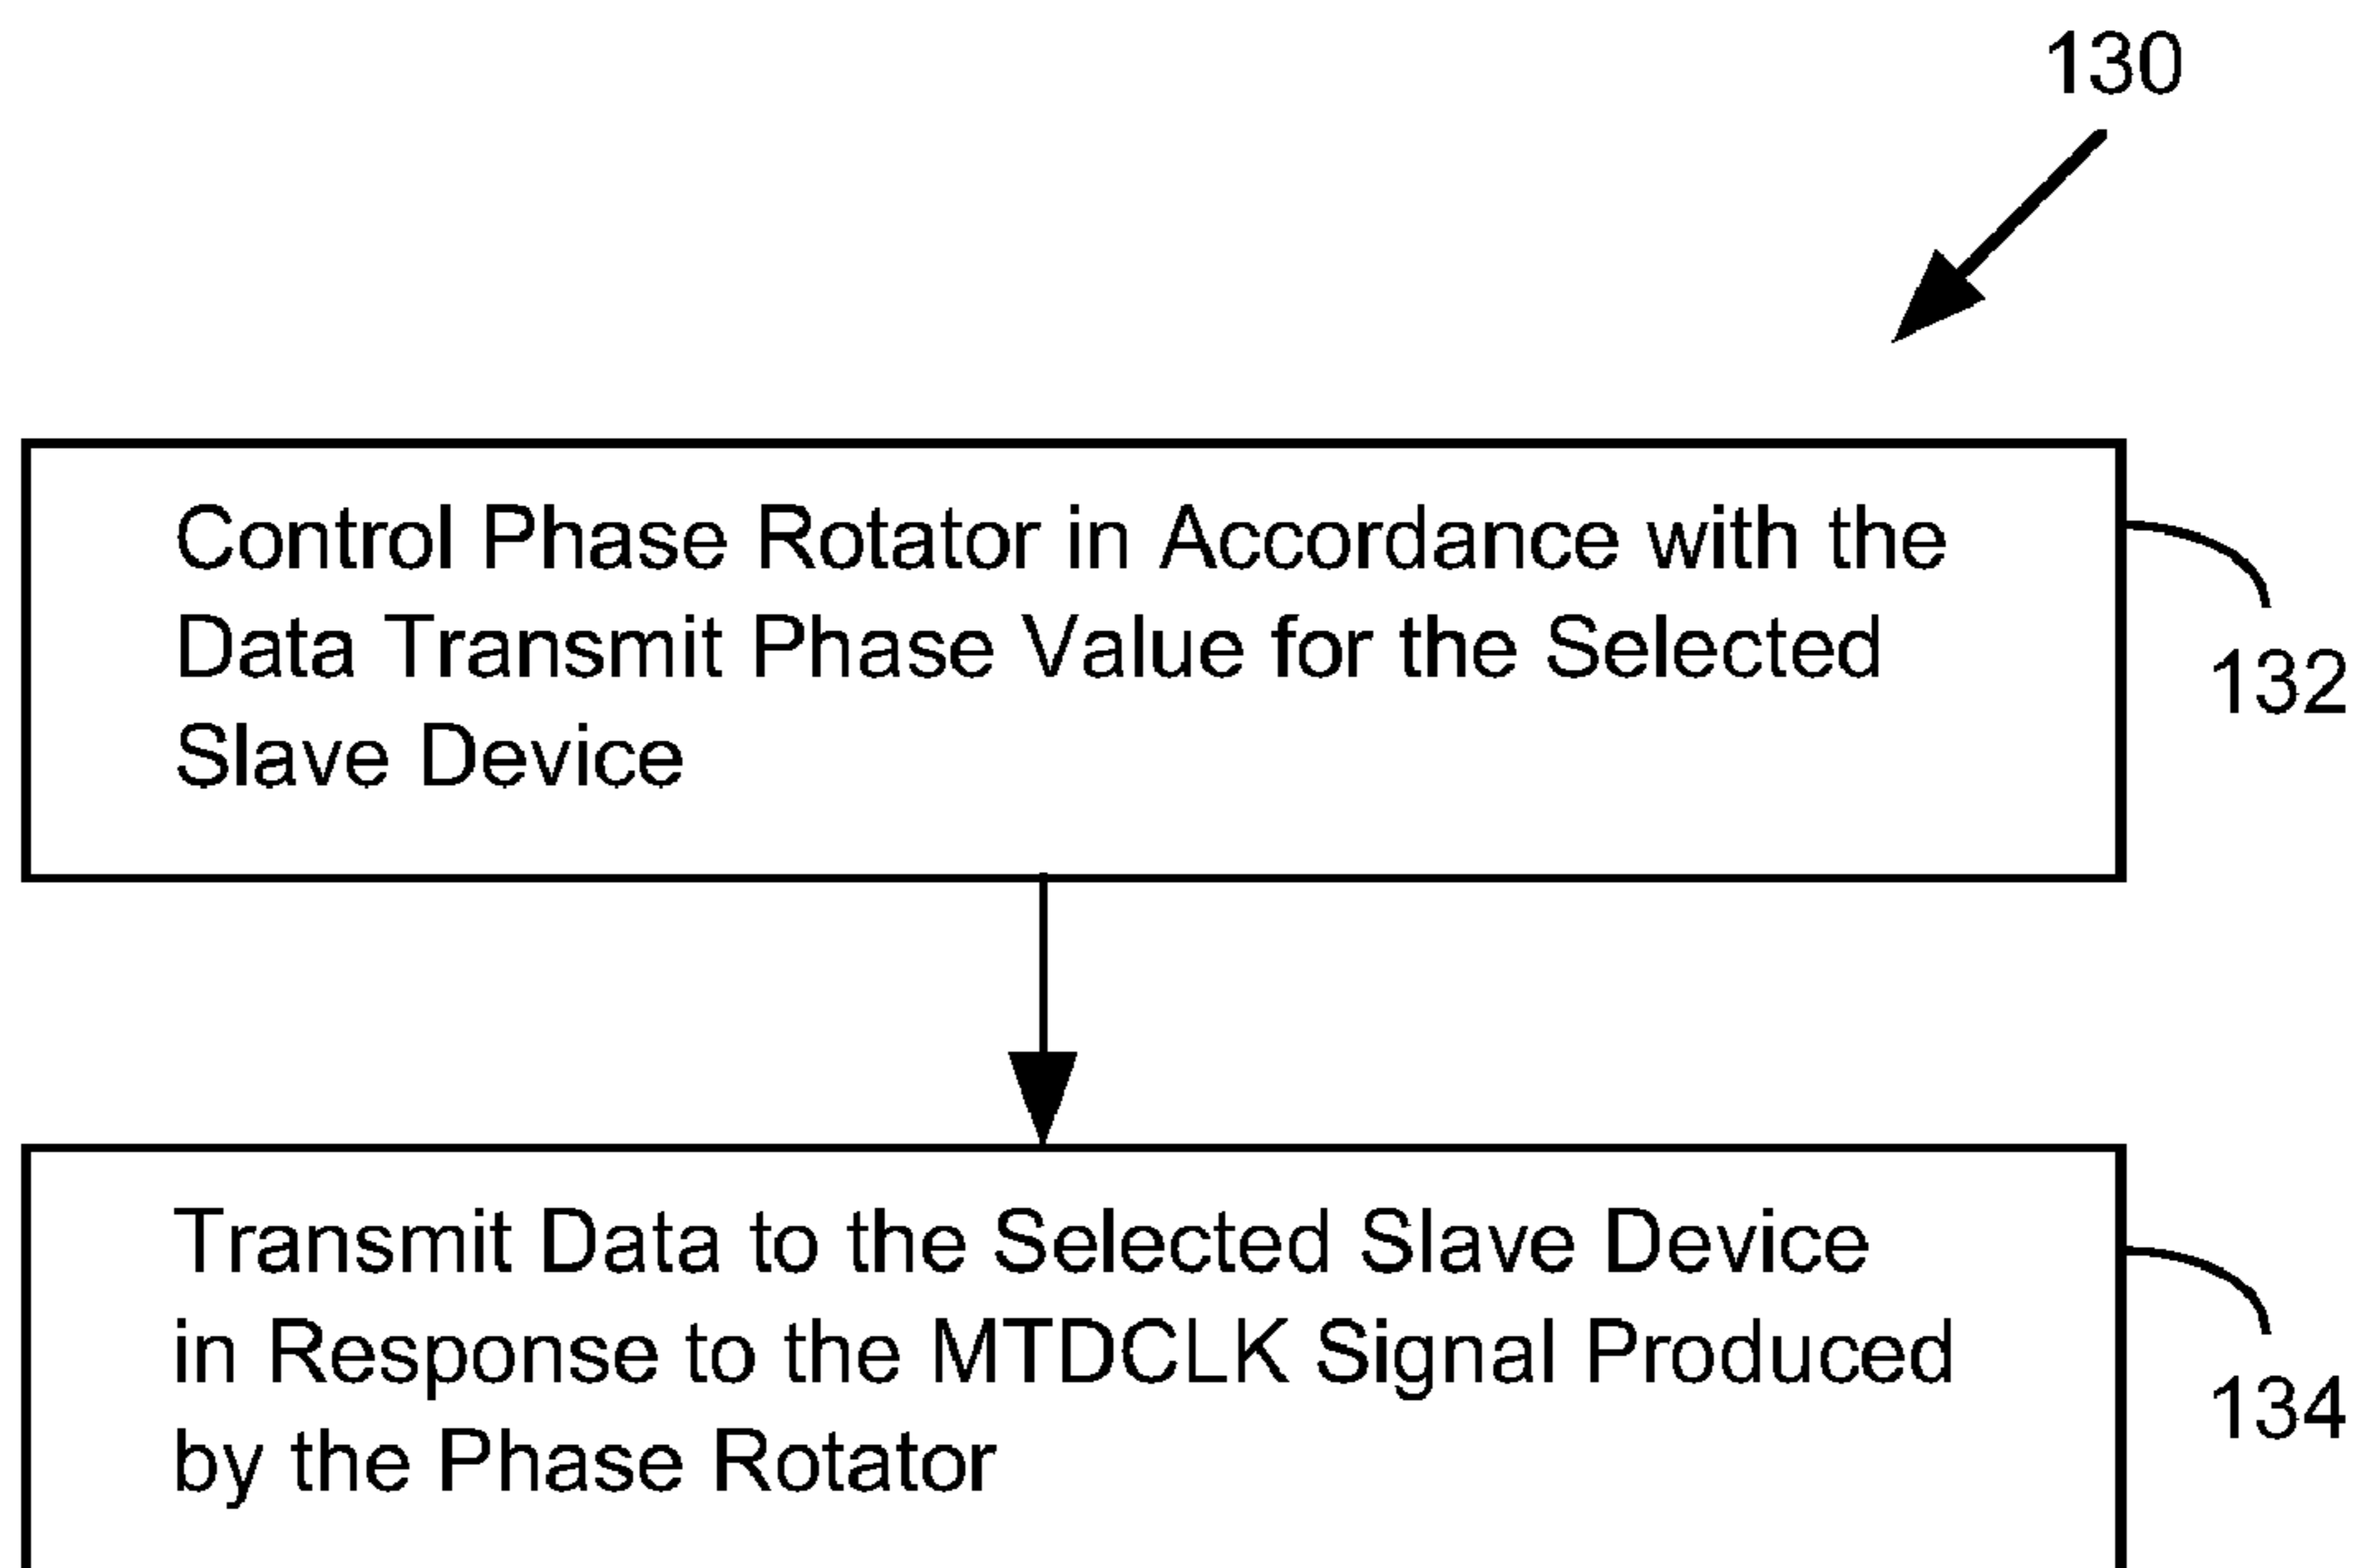 130
Control Phase Rotator in Accordance with the
Data Transmit Phase Value for the Selected
Slave Device
132
Transmit Data to the Selected Slave Device
in Response to the MTDCLK Signal Produced
by the Phase Rotator
134